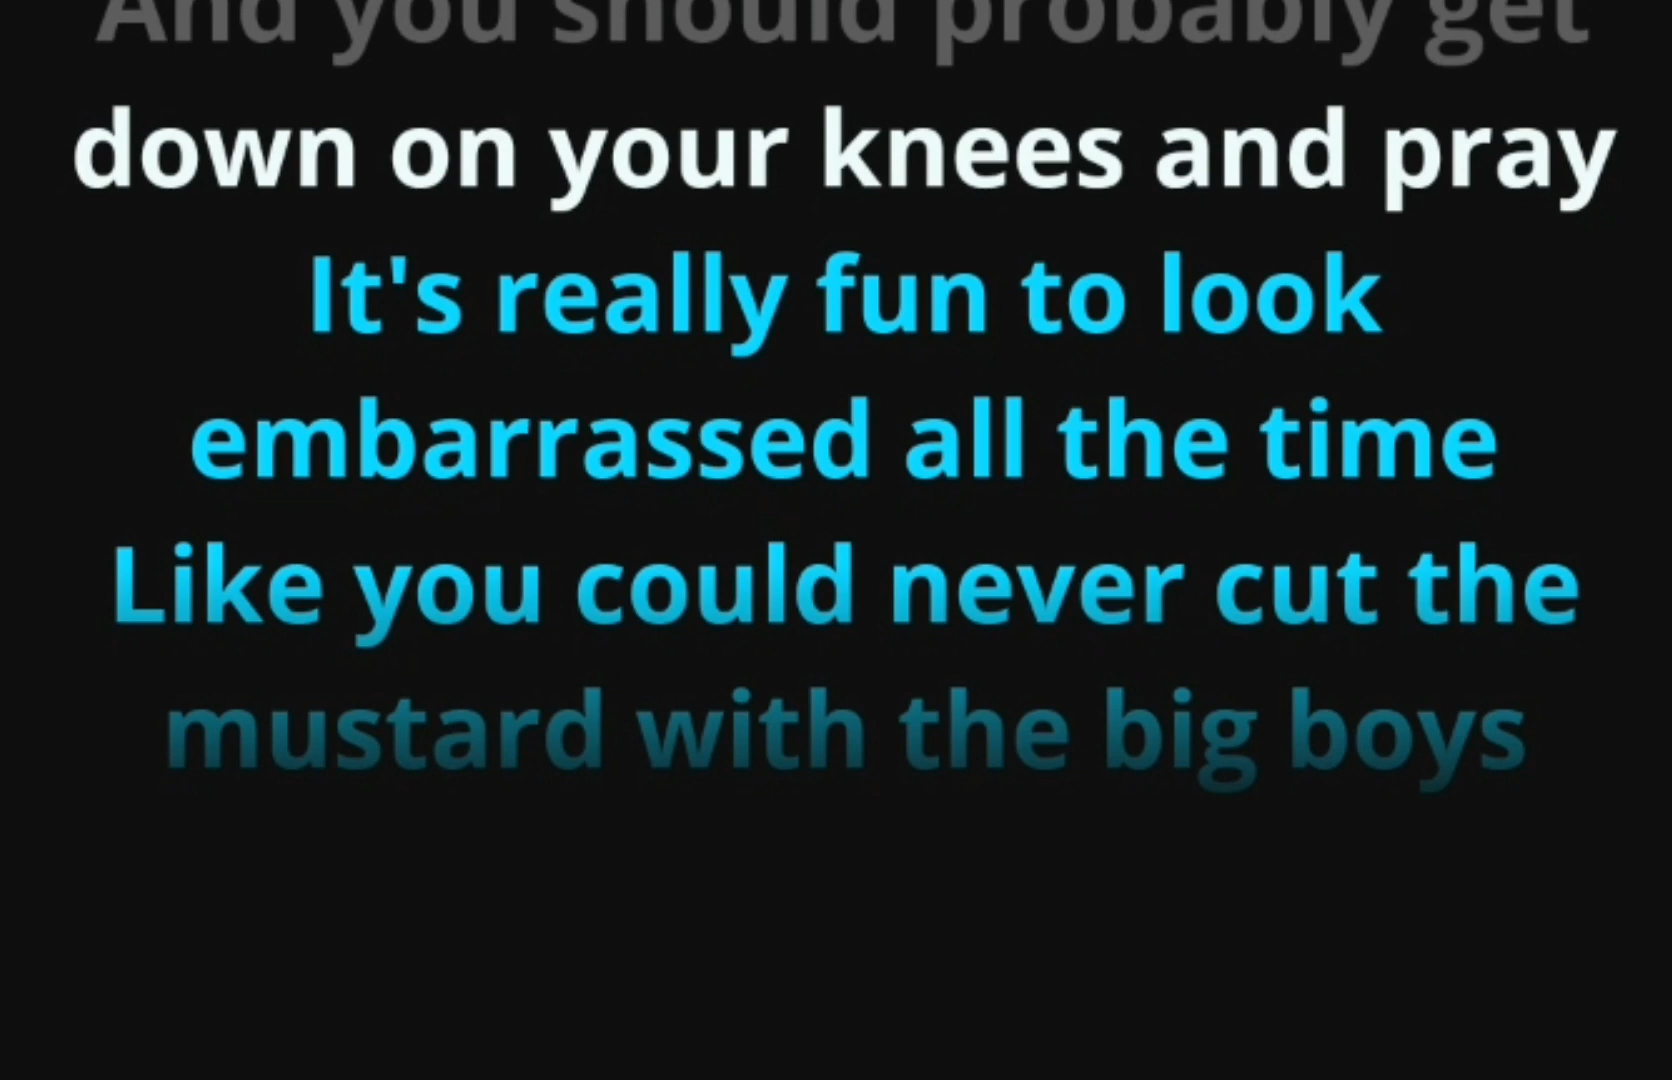 And you should probably get
down on your knees and pray
It's really fun to look
embarrassed all the time
Like you could never cut the
mustard with the big boys